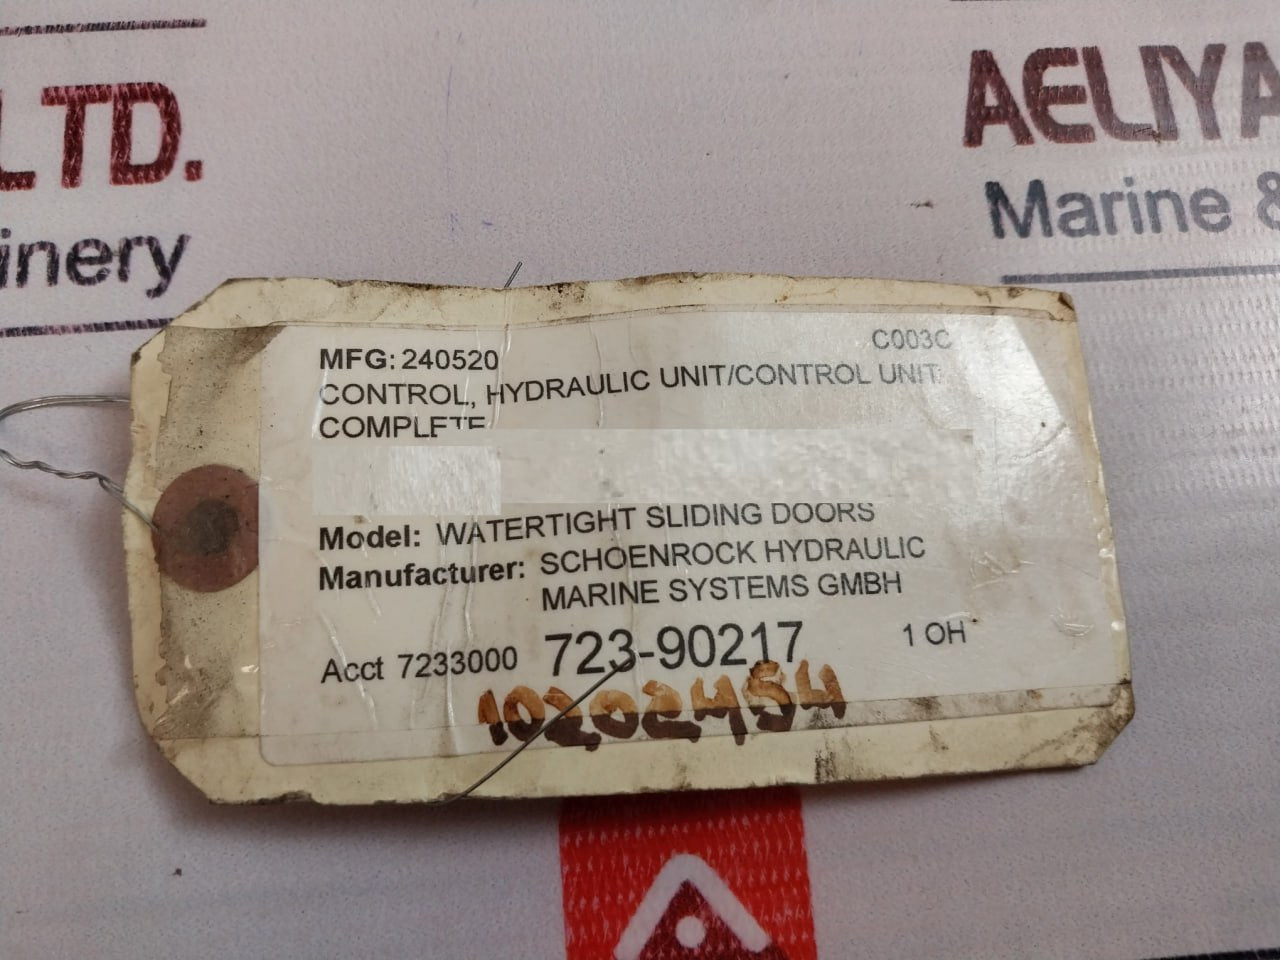 LTD.
inery
AELIYA
Marine &
C003C
MFG: 240520
CONTROL, HYDRAULIC UNIT/CONTROL UNIT
COMPLETE
Model: WATERTIGHT SLIDING DOORS
Manufacturer: SCHOENROCK HYDRAULIC
MARINE SYSTEMS GMBH
Acct 7233000 723-90217 1 OH
10202454